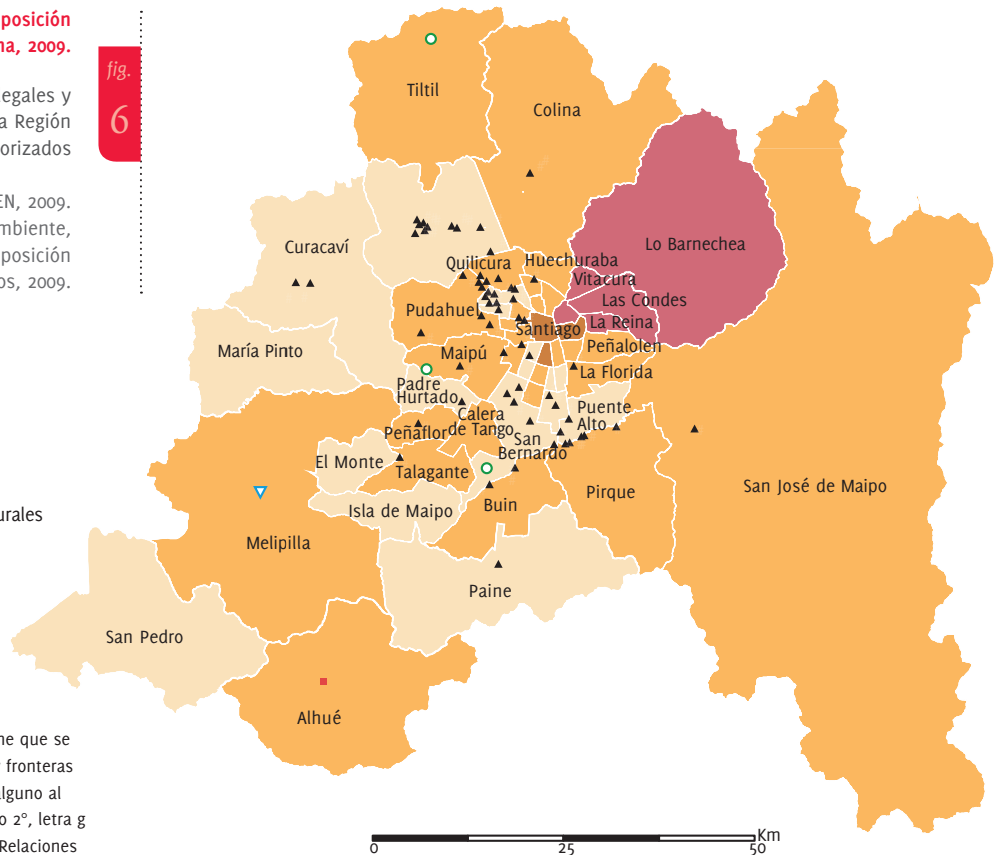 posición
na, 2009.
egales y
a Región
orizados
EN, 2009.
mbiente,
posición
os, 2009.
fig.
6
Tiltil
Colina
Lo Barnechea
Curacaví
Quilicura
Huechuraba
Vitacura
Las Condes
Pudahuel
La Reina
Santiago
Peñalolen
María Pinto
Maipú
La Florida
Padre
Hurtado
Calera
de Tango
Puente
Alto
Peñaflor
San
Bernardo
El Monte
Talagante
Pirque
San José de Maipo
Isla de Maipo
Buin
urales
Melipilla
Paine
San Pedro
Alhué
ne que se
fronteras
alguno al
o 2°, letra g
Relaciones
Km
0
25
50